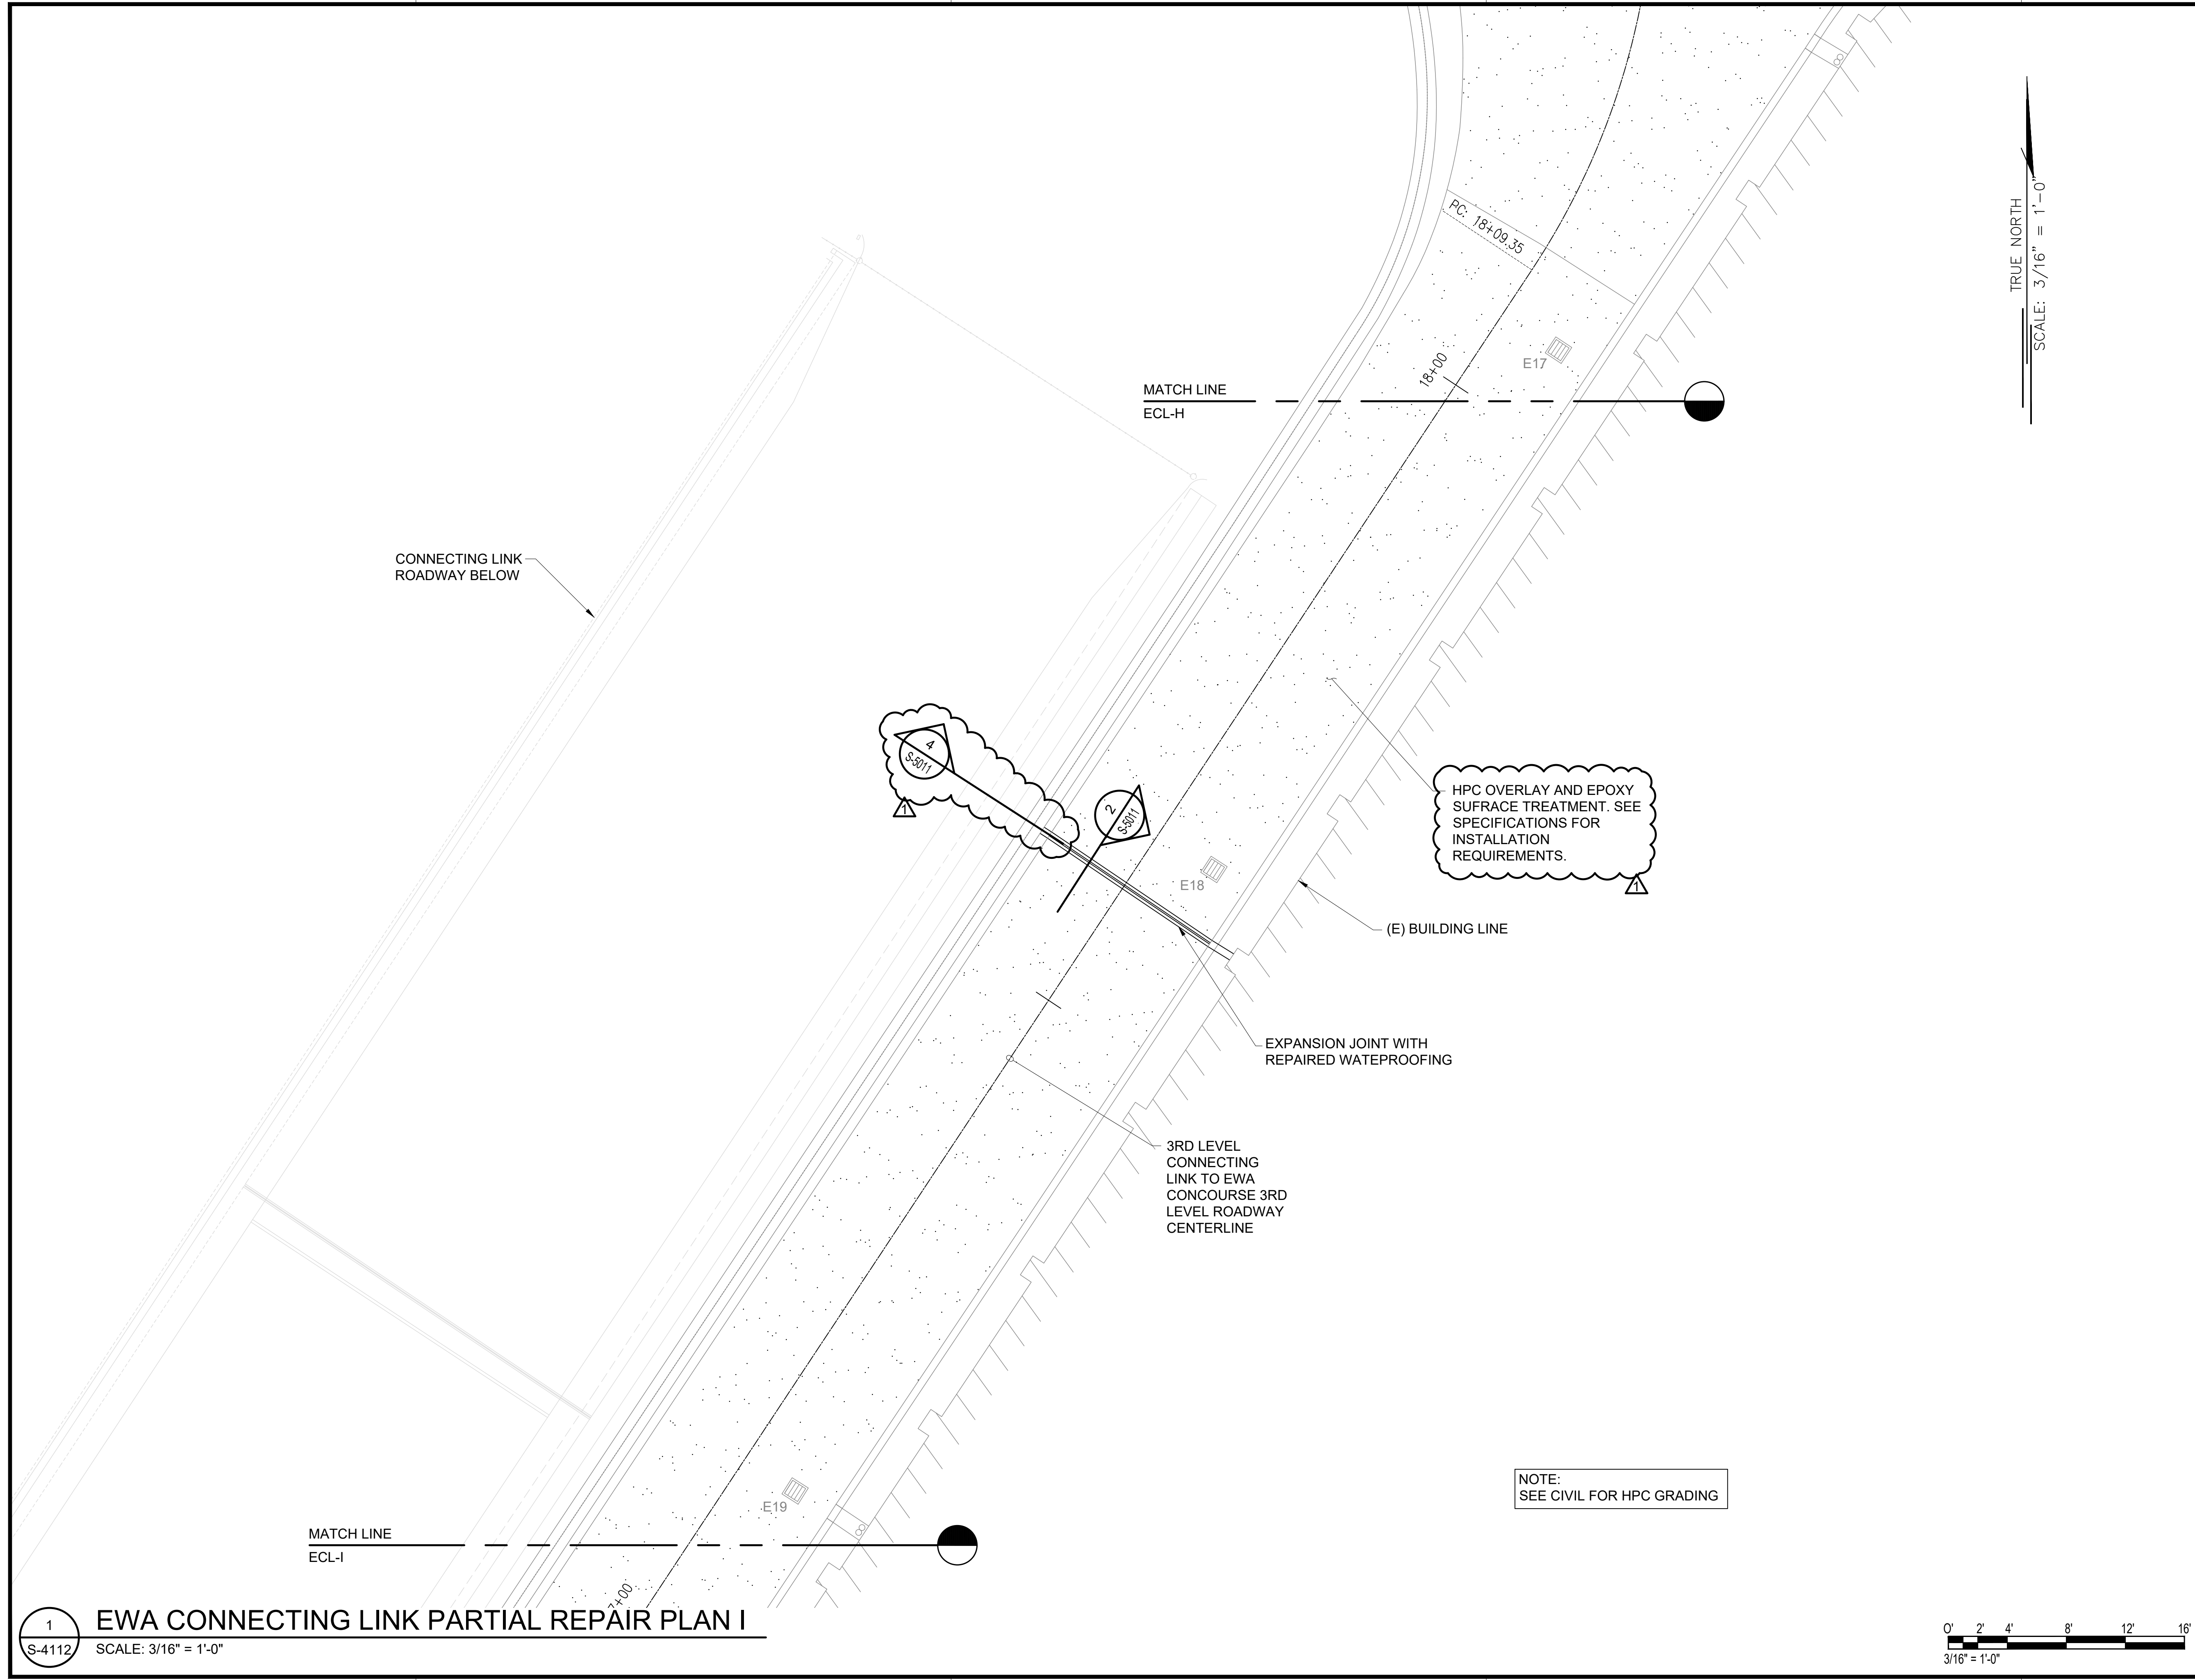 TRUE NORTH
SCALE: 3/16" = 1'-0"
PC: 18+09.35
18+00
E17
MATCH LINE
ECL-H
CONNECTING LINK
ROADWAY BELOW
4
S-5011
1
2
S-5011
HPC OVERLAY AND EPOXY
SUFRACE TREATMENT. SEE
SPECIFICATIONS FOR
INSTALLATION
REQUIREMENTS.
1
E18
(E) BUILDING LINE
EXPANSION JOINT WITH
REPAIRED WATEPROOFING
3RD LEVEL
CONNECTING
LINK TO EWA
CONCOURSE 3RD
LEVEL ROADWAY
CENTERLINE
NOTE:
SEE CIVIL FOR HPC GRADING
E19
MATCH LINE
ECL-I
7+00
1
S-4112
EWA CONNECTING LINK PARTIAL REPAIR PLAN I
SCALE: 3/16" = 1'-0"
0' 2' 4' 8' 12' 16'
3/16" = 1'-0"